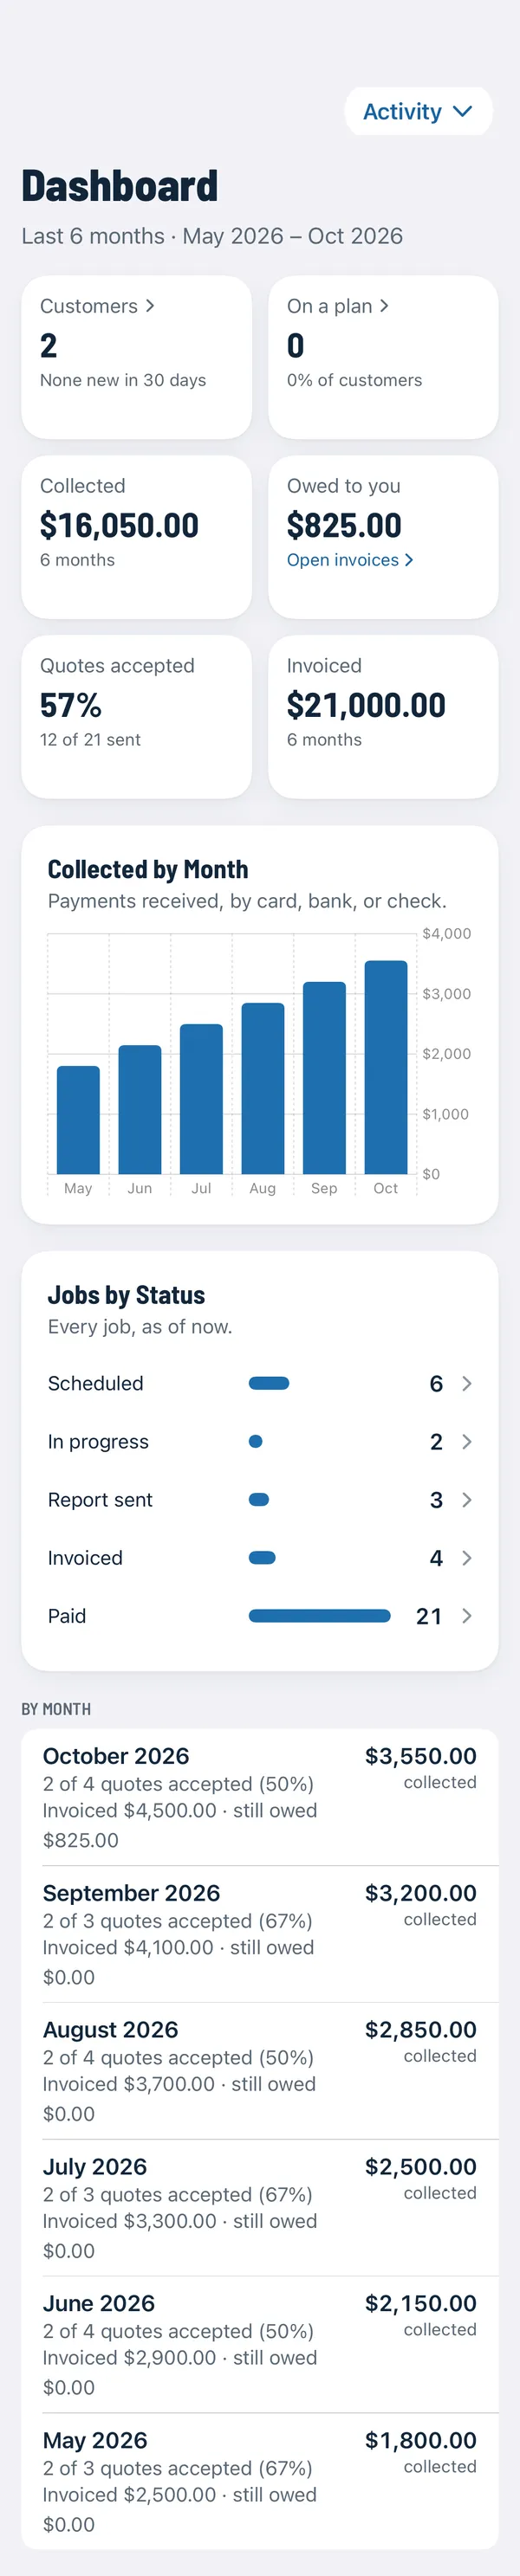 Activity
Dashboard
Last 6 months · May 2026 – Oct 2026
Customers
2
None new in 30 days
On a plan
0
0% of customers
Collected
$16,050.00
6 months
Owed to you
$825.00
Open invoices
Quotes accepted
57%
12 of 21 sent
Invoiced
$21,000.00
6 months
Collected by Month
Payments received, by card, bank, or check.
$4,000
$3,000
$2,000
$1,000
$0
May Jun Jul Aug Sep Oct
Jobs by Status
Every job, as of now.
Scheduled 6
In progress 2
Report sent 3
Invoiced 4
Paid 21
BY MONTH
October 2026 $3,550.00
2 of 4 quotes accepted (50%) collected
Invoiced $4,500.00 · still owed
$825.00
September 2026 $3,200.00
2 of 3 quotes accepted (67%) collected
Invoiced $4,100.00 · still owed
$0.00
August 2026 $2,850.00
2 of 4 quotes accepted (50%) collected
Invoiced $3,700.00 · still owed
$0.00
July 2026 $2,500.00
2 of 3 quotes accepted (67%) collected
Invoiced $3,300.00 · still owed
$0.00
June 2026 $2,150.00
2 of 4 quotes accepted (50%) collected
Invoiced $2,900.00 · still owed
$0.00
May 2026 $1,800.00
2 of 3 quotes accepted (67%) collected
Invoiced $2,500.00 · still owed
$0.00